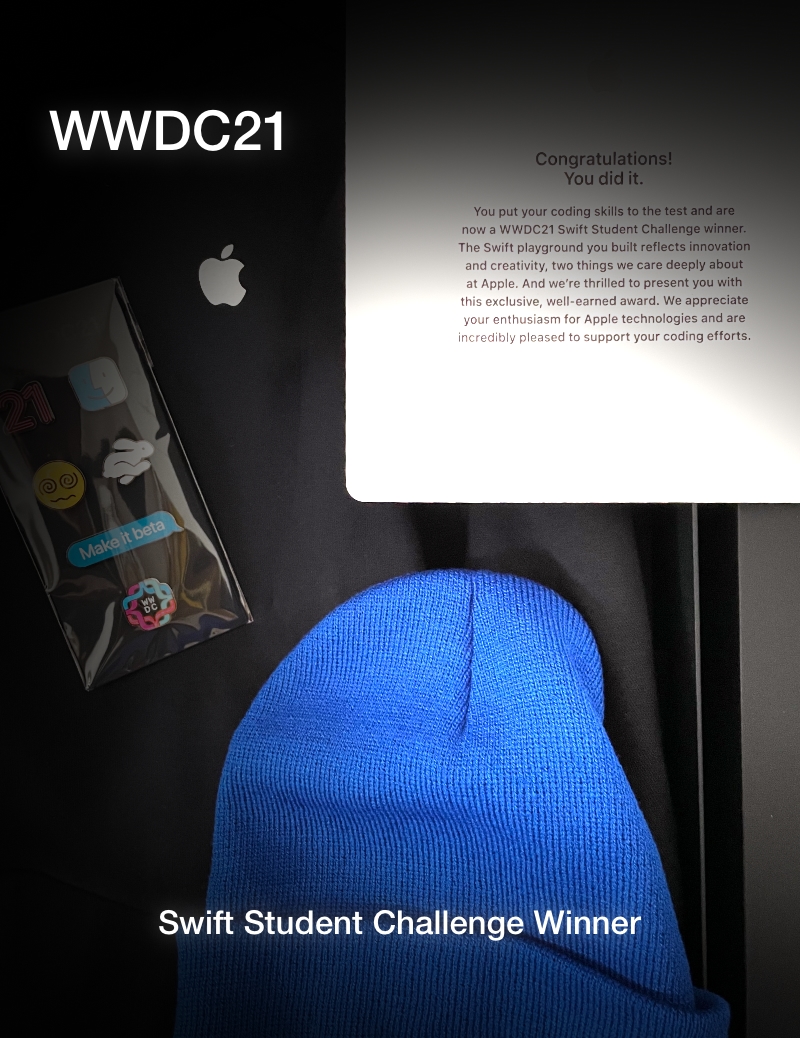 WWDC21
Congratulations!
You did it.
You put your coding skills to the test and are
now a WWDC21 Swift Student Challenge winner.
The Swift playground you built reflects innovation
and creativity, two things we care deeply about
at Apple. And we're thrilled to present you with
this exclusive, well-earned award. We appreciate
your enthusiasm for Apple technologies and are
incredibly pleased to support your coding efforts.
21
Make it beta
WW
DC
Swift Student Challenge Winner